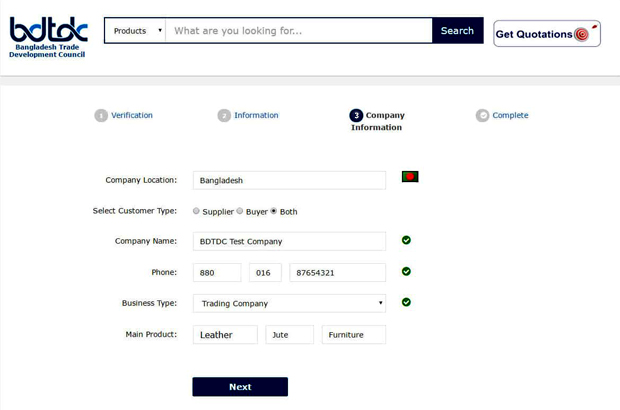 bdtdc
Bangladesh Trade
Development Council
Products What are you looking for... Search
Get Quotations
1 Verification
2 Information
3 Company
Information
Complete
Company Location: Bangladesh
Select Customer Type: Supplier Buyer Both
Company Name: BDTDC Test Company
Phone: 880 016 87654321
Business Type: Trading Company
Main Product: Leather Jute Furniture
Next